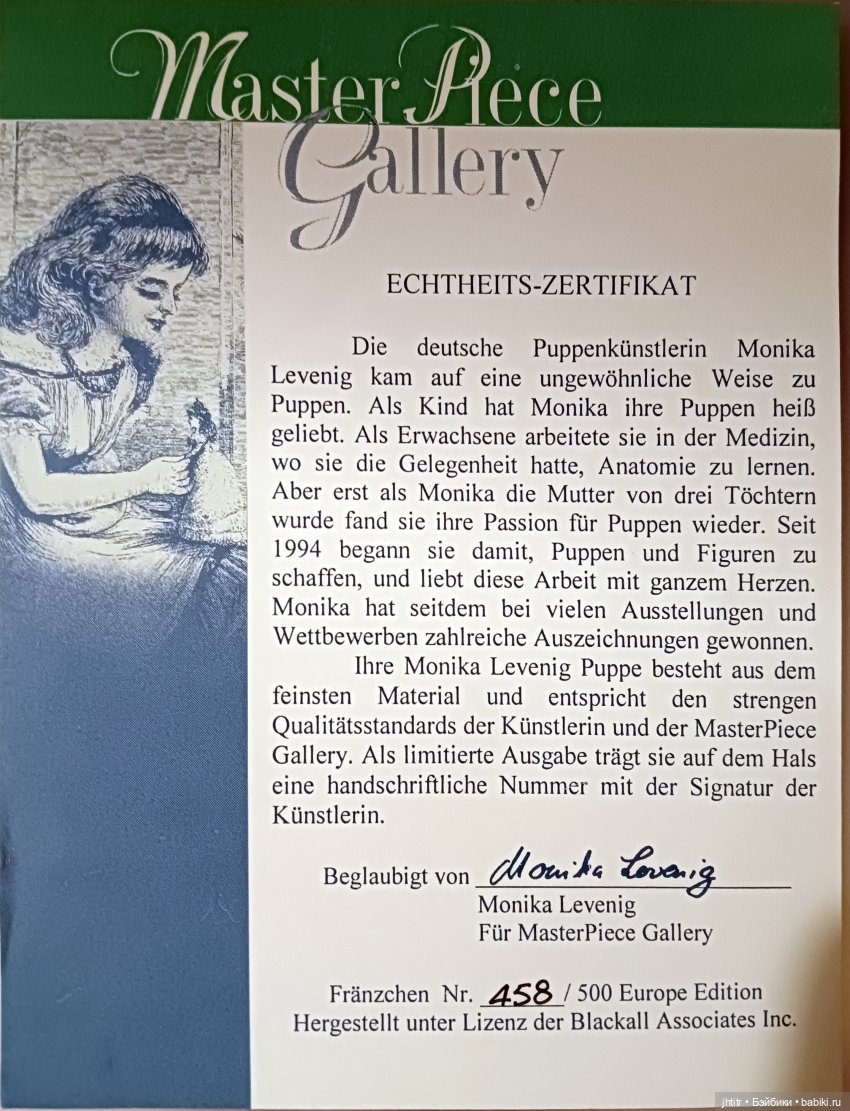 MasterPiece
Gallery
ECHTHEITS-ZERTIFIKAT
Die deutsche Puppenkünstlerin Monika
Levenig kam auf eine ungewöhnliche Weise zu
Puppen. Als Kind hat Monika ihre Puppen heiß
geliebt. Als Erwachsene arbeitete sie in der Medizin,
wo sie die Gelegenheit hatte, Anatomie zu lernen.
Aber erst als Monika die Mutter von drei Töchtern
wurde fand sie ihre Passion für Puppen wieder. Seit
1994 begann sie damit, Puppen und Figuren zu
schaffen, und liebt diese Arbeit mit ganzem Herzen.
Monika hat seitdem bei vielen Ausstellungen und
Wettbewerben zahlreiche Auszeichnungen gewonnen.
Ihre Monika Levenig Puppe besteht aus dem
feinsten Material und entspricht den strengen
Qualitätsstandards der Künstlerin und der MasterPiece
Gallery. Als limitierte Ausgabe trägt sie auf dem Hals
eine handschriftliche Nummer mit der Signatur der
Künstlerin.
Beglaubigt von Monika Levenig
Monika Levenig
Für MasterPiece Gallery
Fränzchen Nr. 458 / 500 Europe Edition
Hergestellt unter Lizenz der Blackall Associates Inc.
jhtitr • Бэйбики • babiki.ru